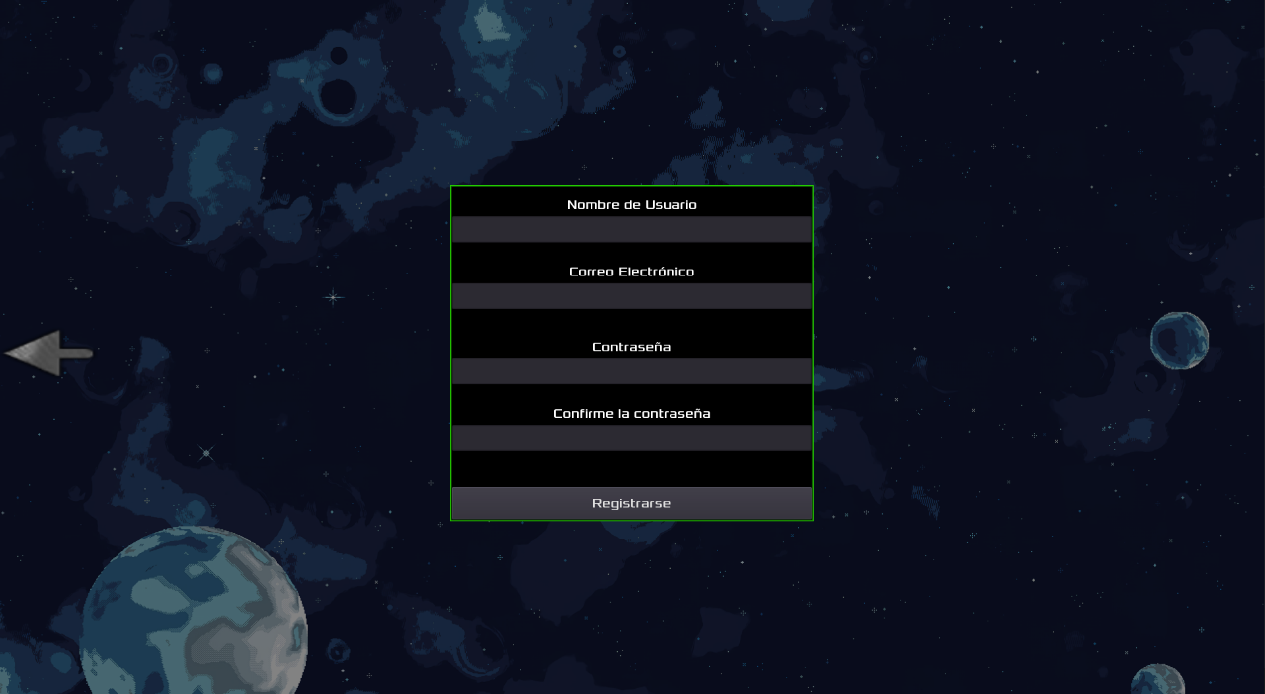 Nombre de Usuario
Correo Electrónico
Contraseña
Confirme la contraseña
Registrarse